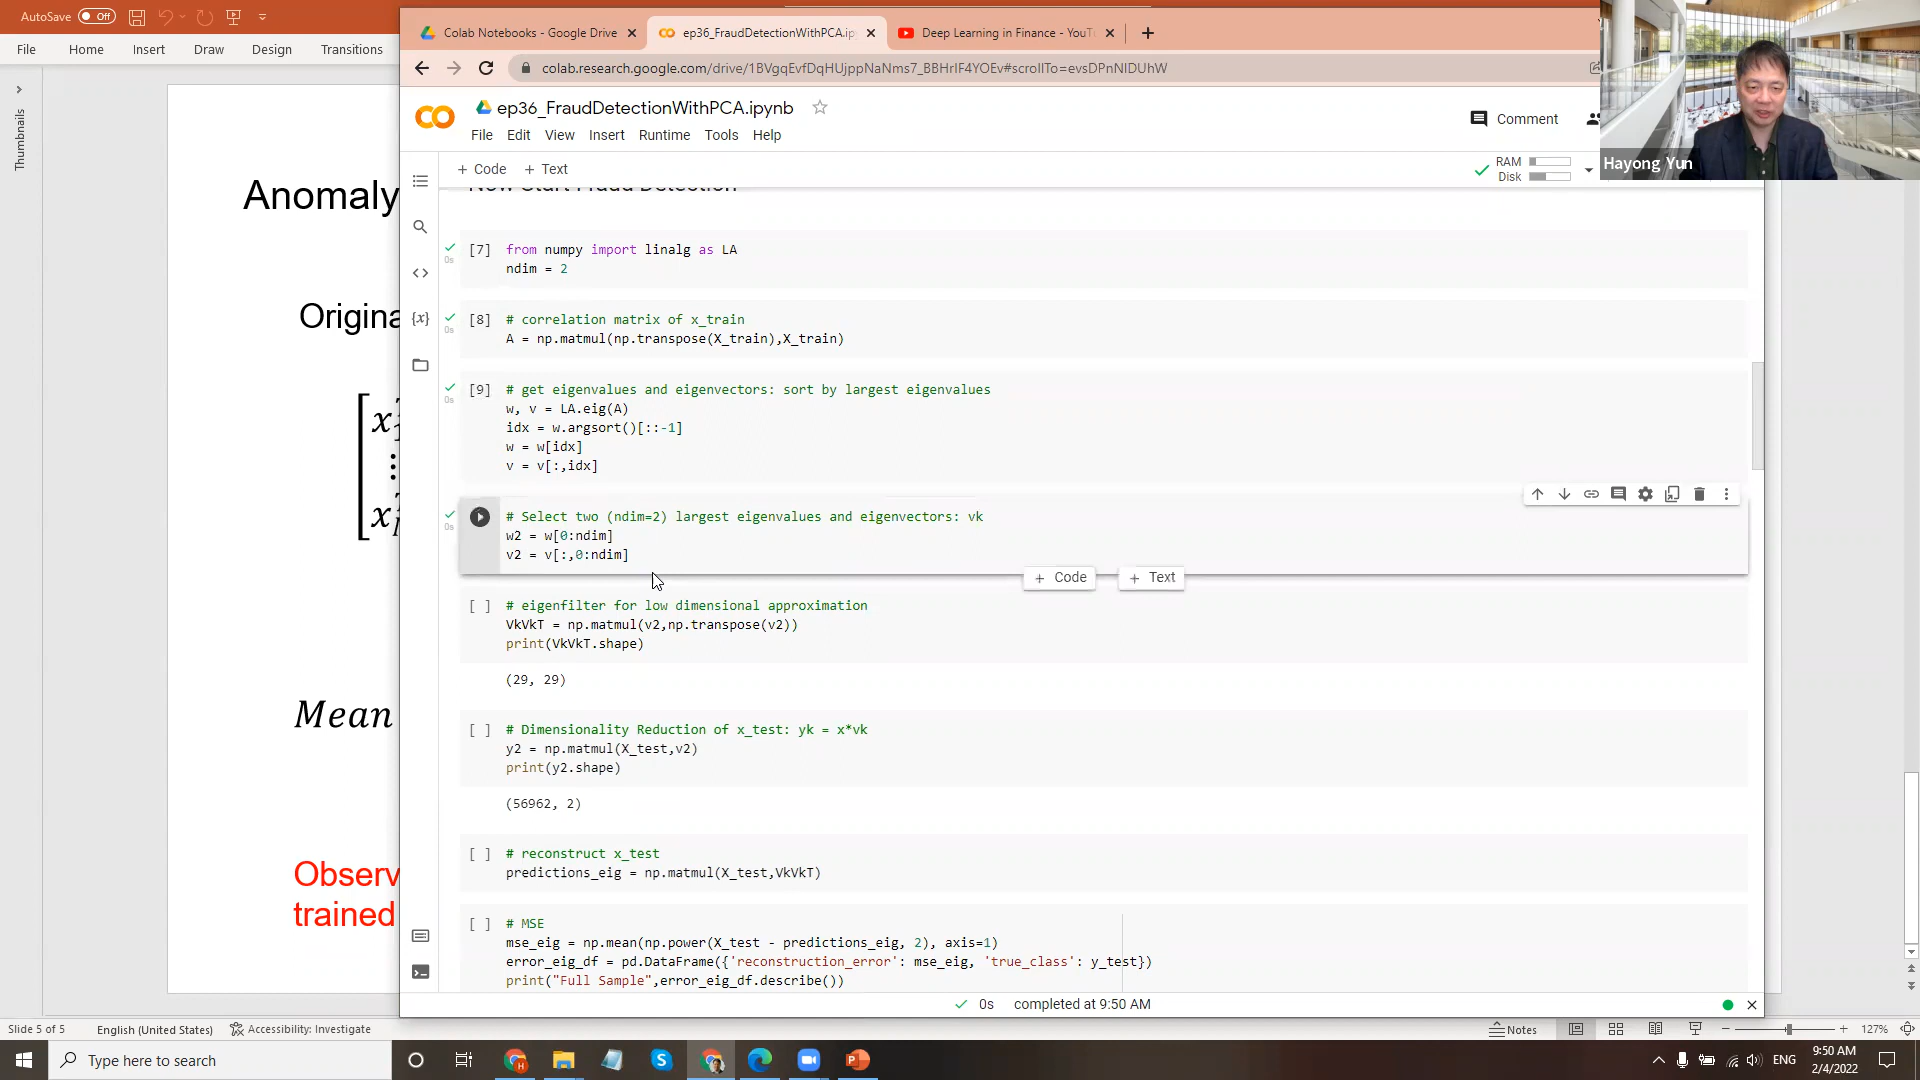 AutoSave Off
File Home Insert Draw Design Transitions
Thumbnails
Anomaly
Origina
Mean
Observ
trained
Colab Notebooks - Google Drive
ep36_FraudDetectionWithPCA.ip
Deep Learning in Finance - YouT
colab.research.google.com/drive/1BVgqEvfDqHUjppNaNms7_BBHrIF4YOEv#scrollTo=evsDPnNIDUhW
ep36_FraudDetectionWithPCA.ipynb
File Edit View Insert Runtime Tools Help
Comment
Hayong Yun
+ Code + Text
RAM
Disk
Now Start Fraud Detection
[7] from numpy import linalg as LA
ndim = 2
[8] # correlation matrix of x_train
A = np.matmul(np.transpose(X_train),X_train)
[9] # get eigenvalues and eigenvectors: sort by largest eigenvalues
w, v = LA.eig(A)
idx = w.argsort()[::-1]
w = w[idx]
v = v[:,idx]
# Select two (ndim=2) largest eigenvalues and eigenvectors: vk
w2 = w[0:ndim]
v2 = v[:,0:ndim]
+ Code + Text
[ ] # eigenfilter for low dimensional approximation
VkVkT = np.matmul(v2,np.transpose(v2))
print(VkVkT.shape)
(29, 29)
[ ] # Dimensionality Reduction of x_test: yk = x*vk
y2 = np.matmul(X_test,v2)
print(y2.shape)
(56962, 2)
[ ] # reconstruct x_test
predictions_eig = np.matmul(X_test,VkVkT)
[ ] # MSE
mse_eig = np.mean(np.power(X_test - predictions_eig, 2), axis=1)
error_eig_df = pd.DataFrame({'reconstruction_error': mse_eig, 'true_class': y_test})
print("Full Sample",error_eig_df.describe())
0s completed at 9:50 AM
Slide 5 of 5 English (United States) Accessibility: Investigate
Notes
127%
Type here to search
ENG
9:50 AM
2/4/2022